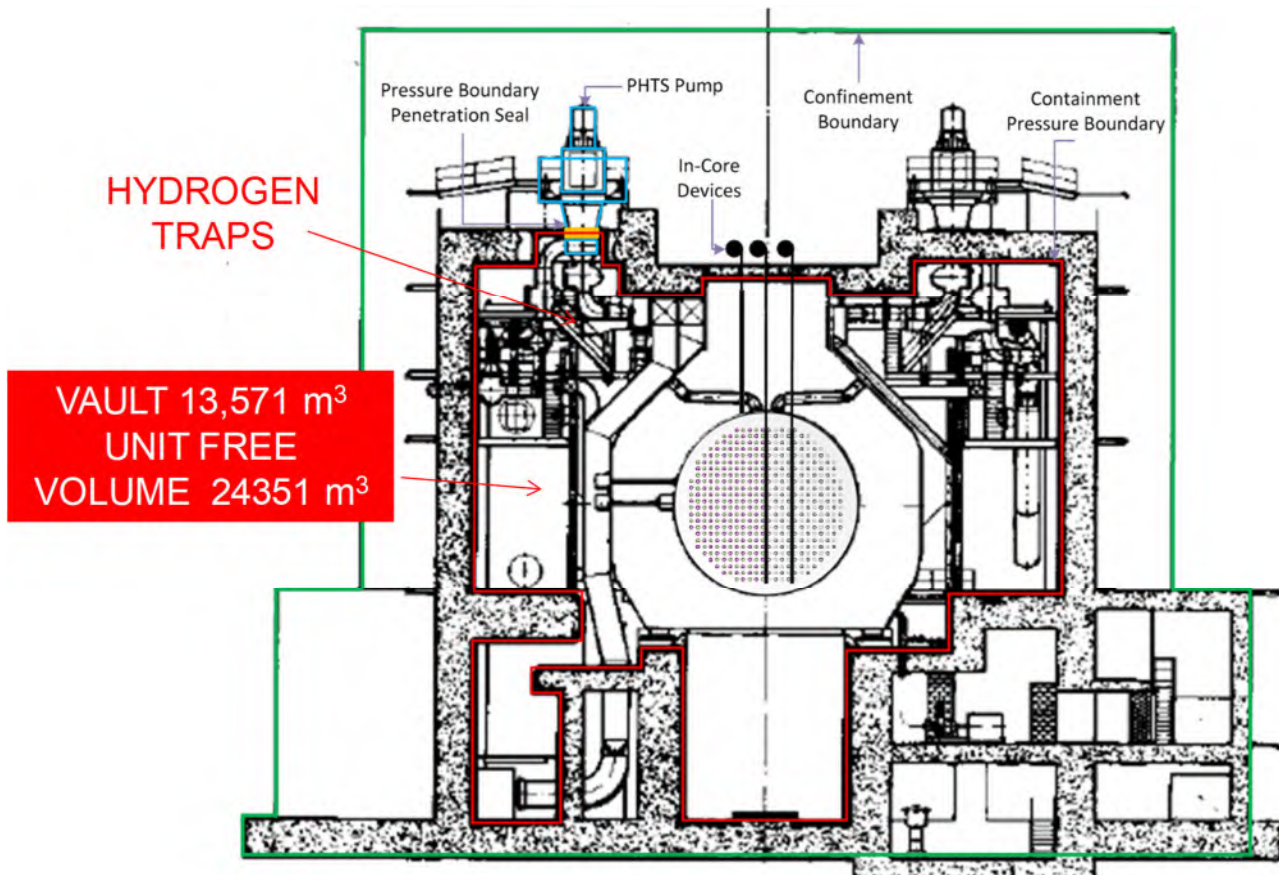 Pressure Boundary
Penetration Seal
PHTS Pump
Confinement
Boundary
Containment
Pressure Boundary
In-Core
Devices
HYDROGEN
TRAPS
VAULT 13,571 m³
UNIT FREE
VOLUME 24351 m³